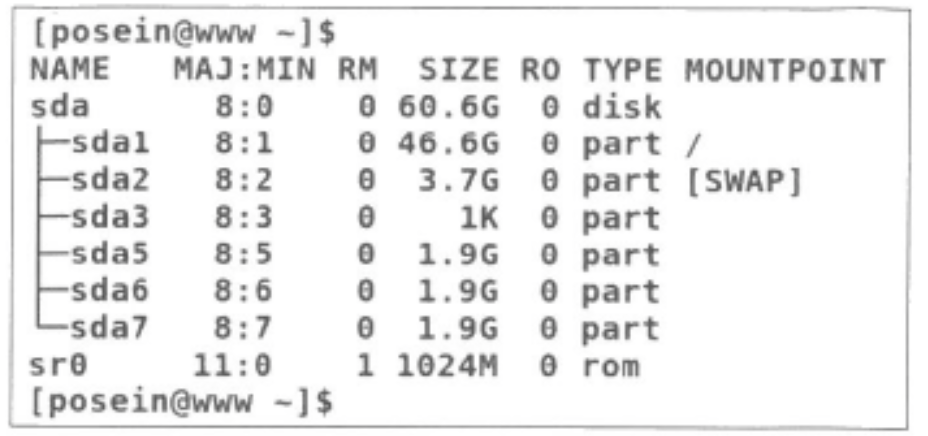 [posein@www ~]$
NAME MAJ:MIN RM SIZE RO TYPE MOUNTPOINT
sda 8:0 0 60.6G 0 disk
├─sda1 8:1 0 46.6G 0 part /
├─sda2 8:2 0 3.7G 0 part [SWAP]
├─sda3 8:3 0 1K 0 part
├─sda5 8:5 0 1.9G 0 part
├─sda6 8:6 0 1.9G 0 part
└─sda7 8:7 0 1.9G 0 part
sr0 11:0 1 1024M 0 rom
[posein@www ~]$